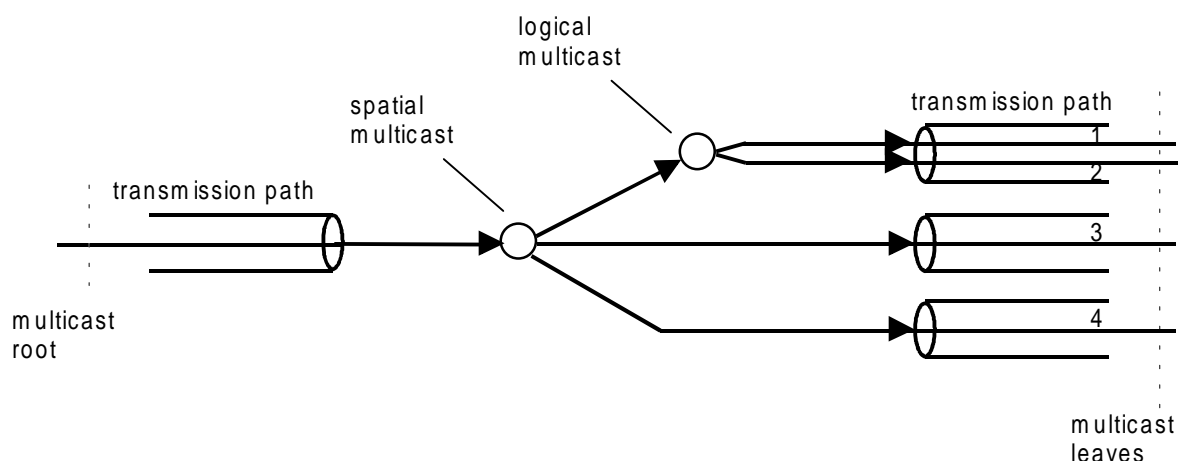 logical
multicast
spatial
multicast
transmission path
1
2
transmission path
3
4
multicast
root
multicast
leaves